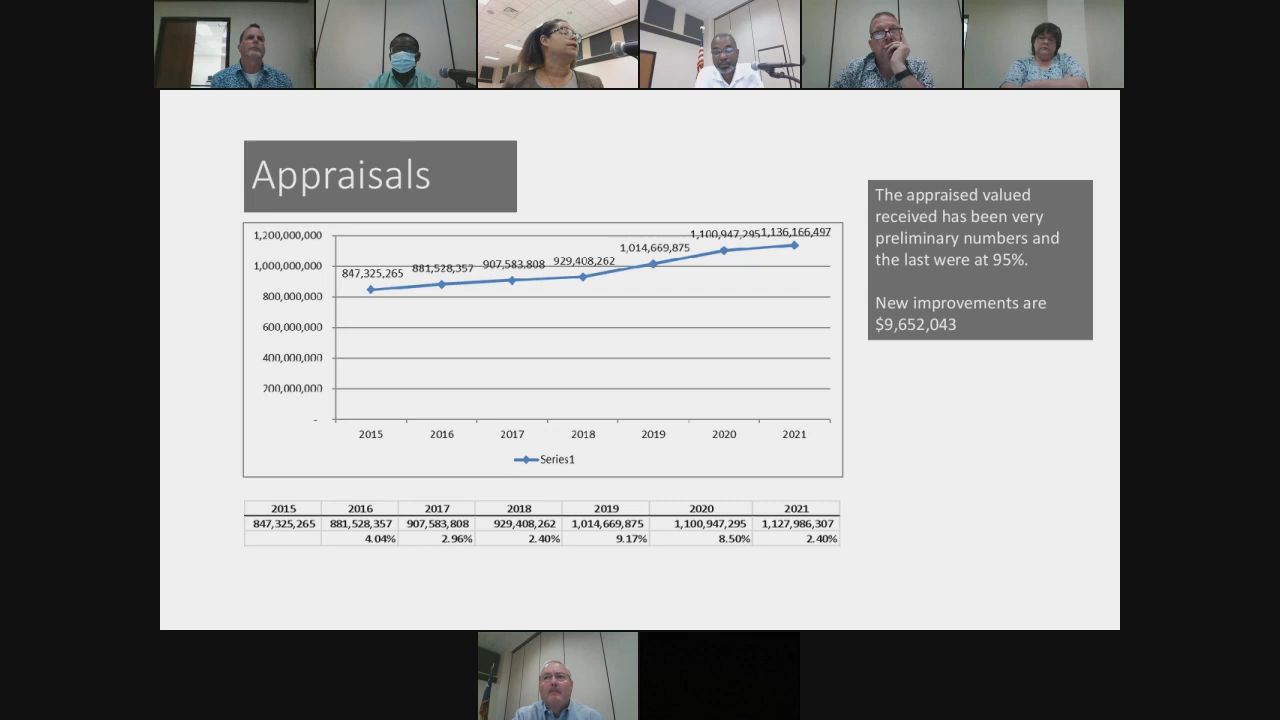 Appraisals
The appraised valued
received has been very
preliminary numbers and
the last were at 95%.
New improvements are
$9,652,043
1,200,000,000
1,000,000,000
800,000,000
600,000,000
400,000,000
200,000,000
-
847,325,265
881,528,357
907,583,808
929,408,262
1,014,669,875
1,100,947,295
1,136,166,497
2015 2016 2017 2018 2019 2020 2021
Series1
2015 2016 2017 2018 2019 2020 2021
847,325,265 881,528,357 907,583,808 929,408,262 1,014,669,875 1,100,947,295 1,127,986,307
4.04% 2.96% 2.40% 9.17% 8.50% 2.40%